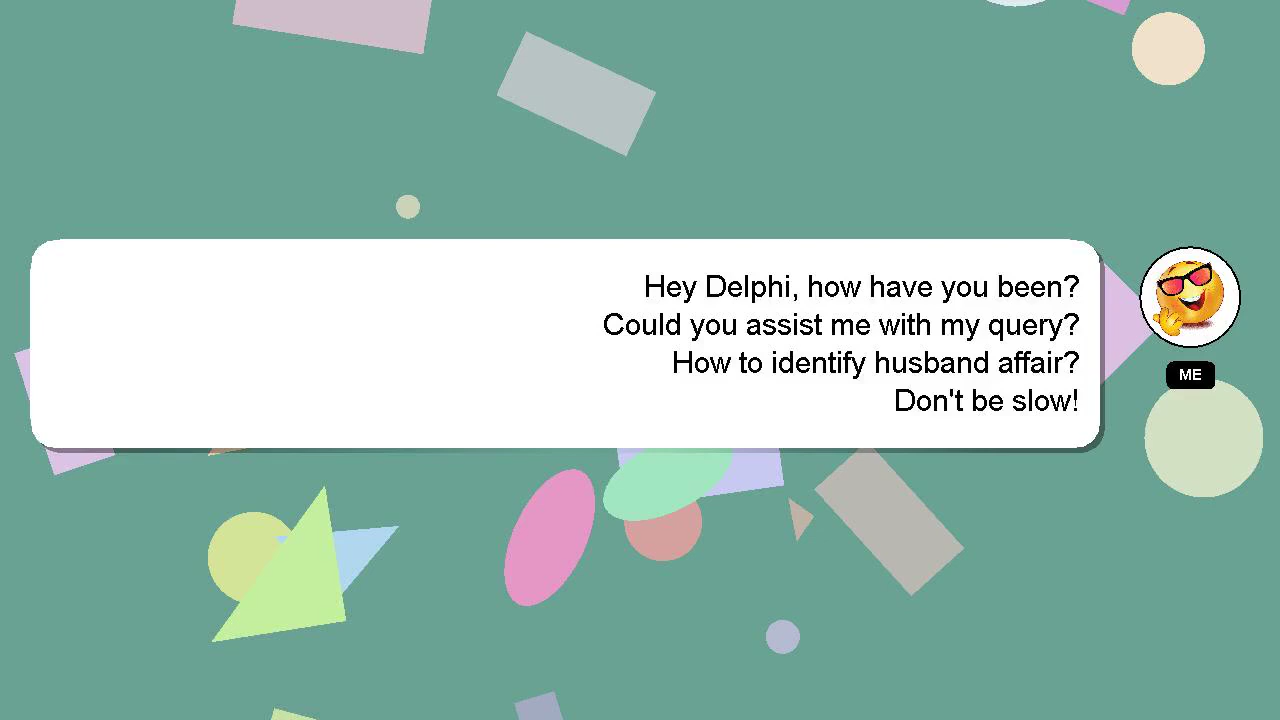 Hey Delphi, how have you been?
Could you assist me with my query?
How to identify husband affair?
Don't be slow!
ME